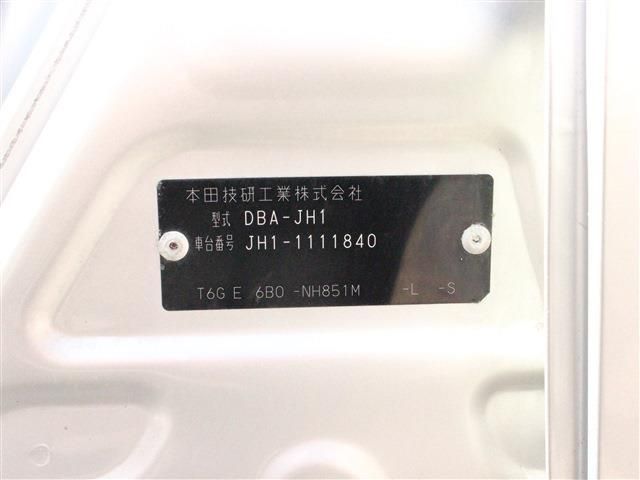 本田技研工業株式会社
型式 DBA-JH1
車台番号 JH1-1111840
T6G E 6B0 -NH851M -L -S